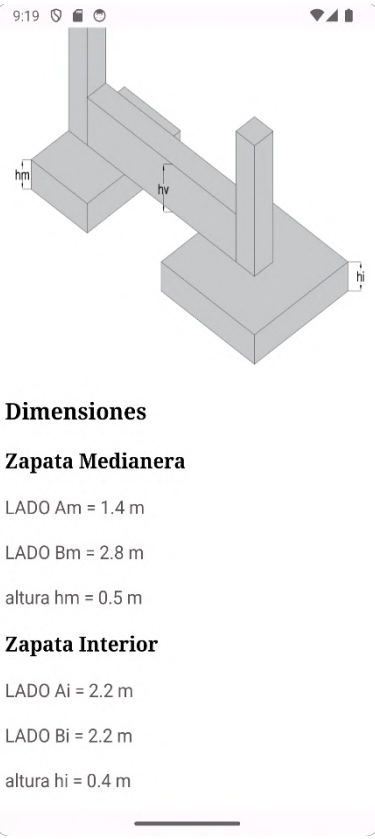 9:19
hm
hv
hi
Dimensiones
Zapata Medianera
LADO Am = 1.4 m
LADO Bm = 2.8 m
altura hm = 0.5 m
Zapata Interior
LADO Ai = 2.2 m
LADO Bi = 2.2 m
altura hi = 0.4 m